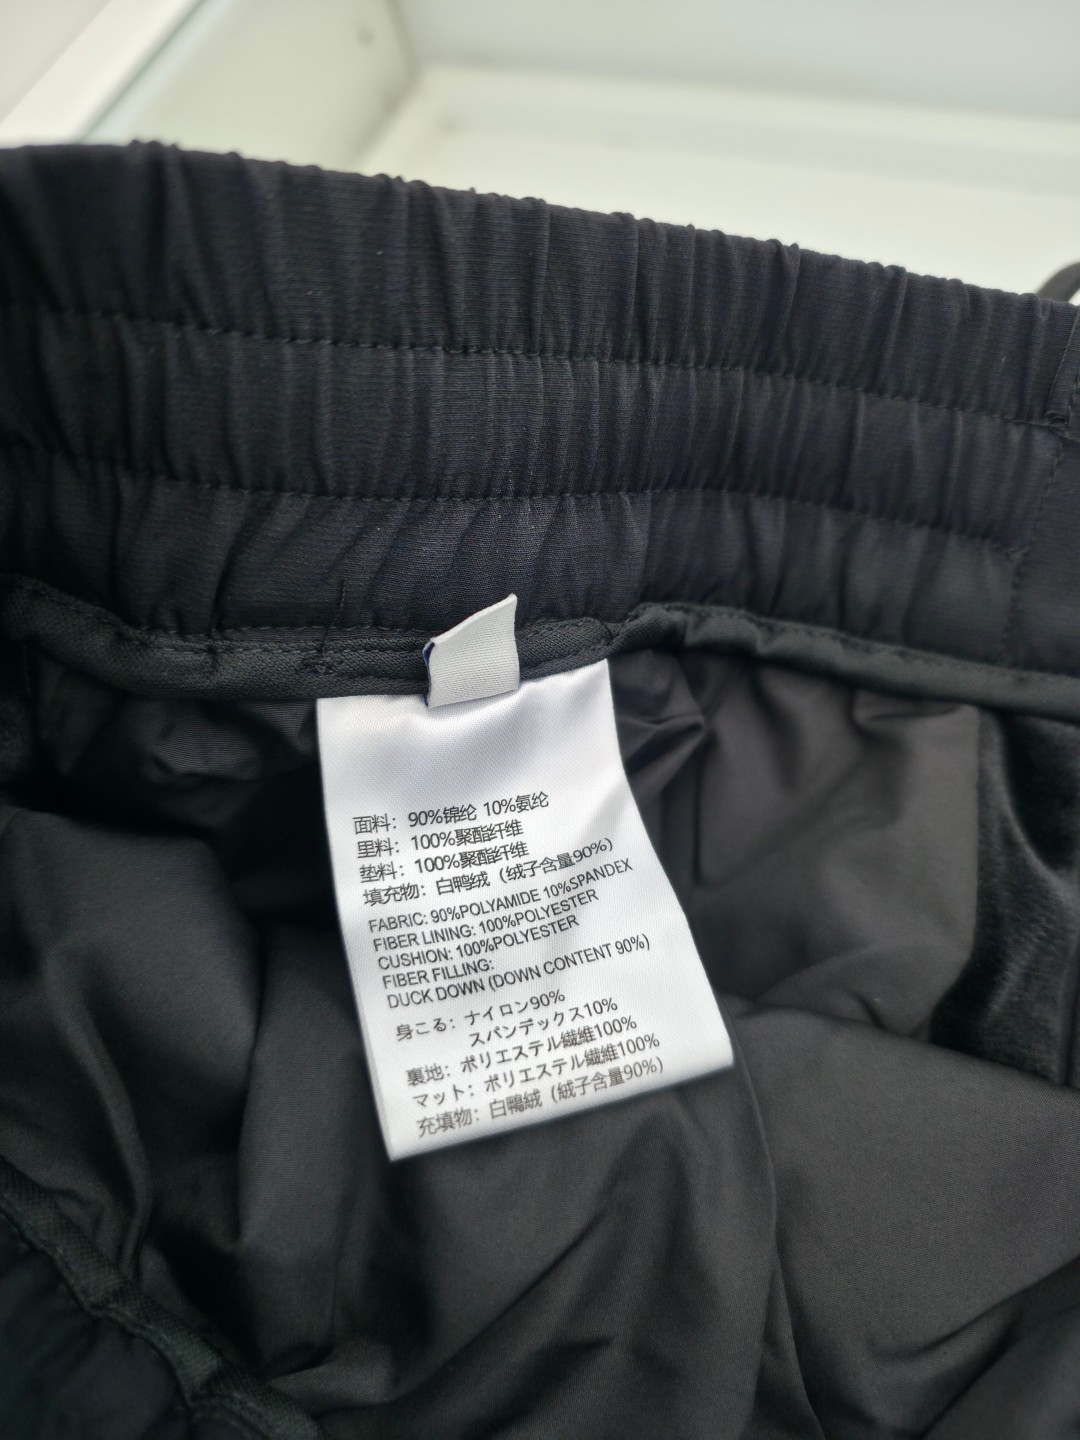 面料：90%锦纶 10%氨纶
里料：100%聚酯纤维
垫料：100%聚酯纤维
填充物：白鸭绒（绒子含量90%）
FABRIC: 90%POLYAMIDE 10%SPANDEX
FIBER LINING: 100%POLYESTER
CUSHION: 100%POLYESTER
FIBER FILLING:
DUCK DOWN (DOWN CONTENT 90%)
身こる：ナイロン90%
スパンデックス10%
裏地：ポリエステル繊維100%
マット：ポリエステル繊維100%
充填物：白鴨絨（絨子含量90%）